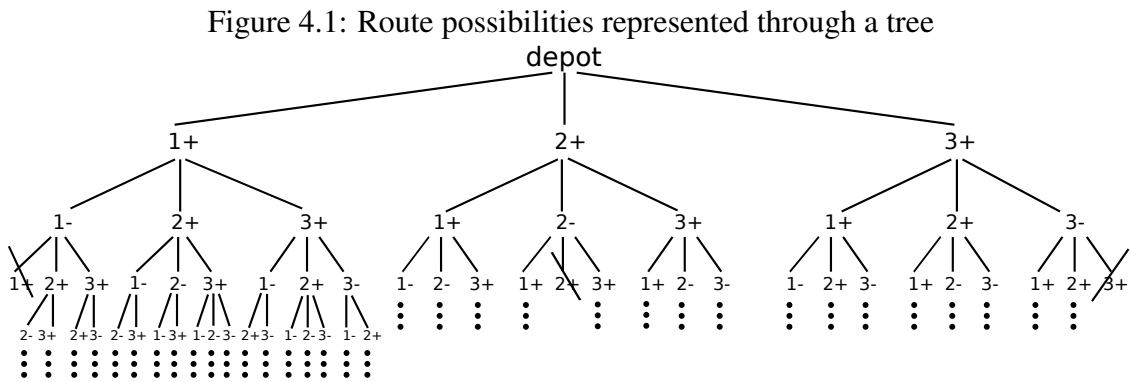 Figure 4.1: Route possibilities represented through a tree
depot
1+ 2+ 3+
1- 2+ 3+ 1+ 2- 3+ 1+ 2+ 3-
1+ 2+ 3+ 1- 2- 3+ 1- 2+ 3- 1- 2- 3+ 1+ 2+ 3+ 1+ 2- 3- 1- 2+ 3- 1+ 2- 3- 1+ 2+ 3+
2- 3+ 2+ 3- 2- 3+ 1- 3+ 1- 2- 3- 2+ 3- 1- 2- 3- 1- 2+